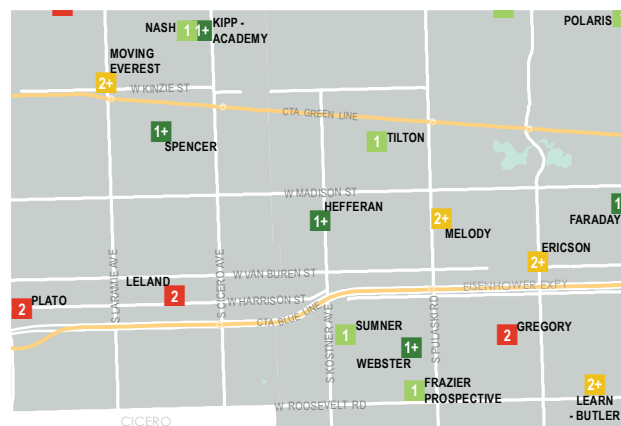 POLARIS
1
NASH
1
1+
KIPP -
ACADEMY
MOVING
EVEREST
2+
W KINZIE ST
CTA GREEN LINE
1+
SPENCER
1
TILTON
W MADISON ST
HEFFERAN
1+
2+
MELODY
1
FARADAY
ERICSON
2+
W VAN BUREN ST
LELAND
2
EISENHOWER EXPY
PLATO
2
W HARRISON ST
CTA BLUE LINE
S LARAMIE AVE
S CICERO AVE
S KOSTNER AVE
S PULASKI RD
1
SUMNER
1+
WEBSTER
2
GREGORY
1
FRAZIER
PROSPECTIVE
2+
LEARN
- BUTLER
W ROOSEVELT RD
CICERO